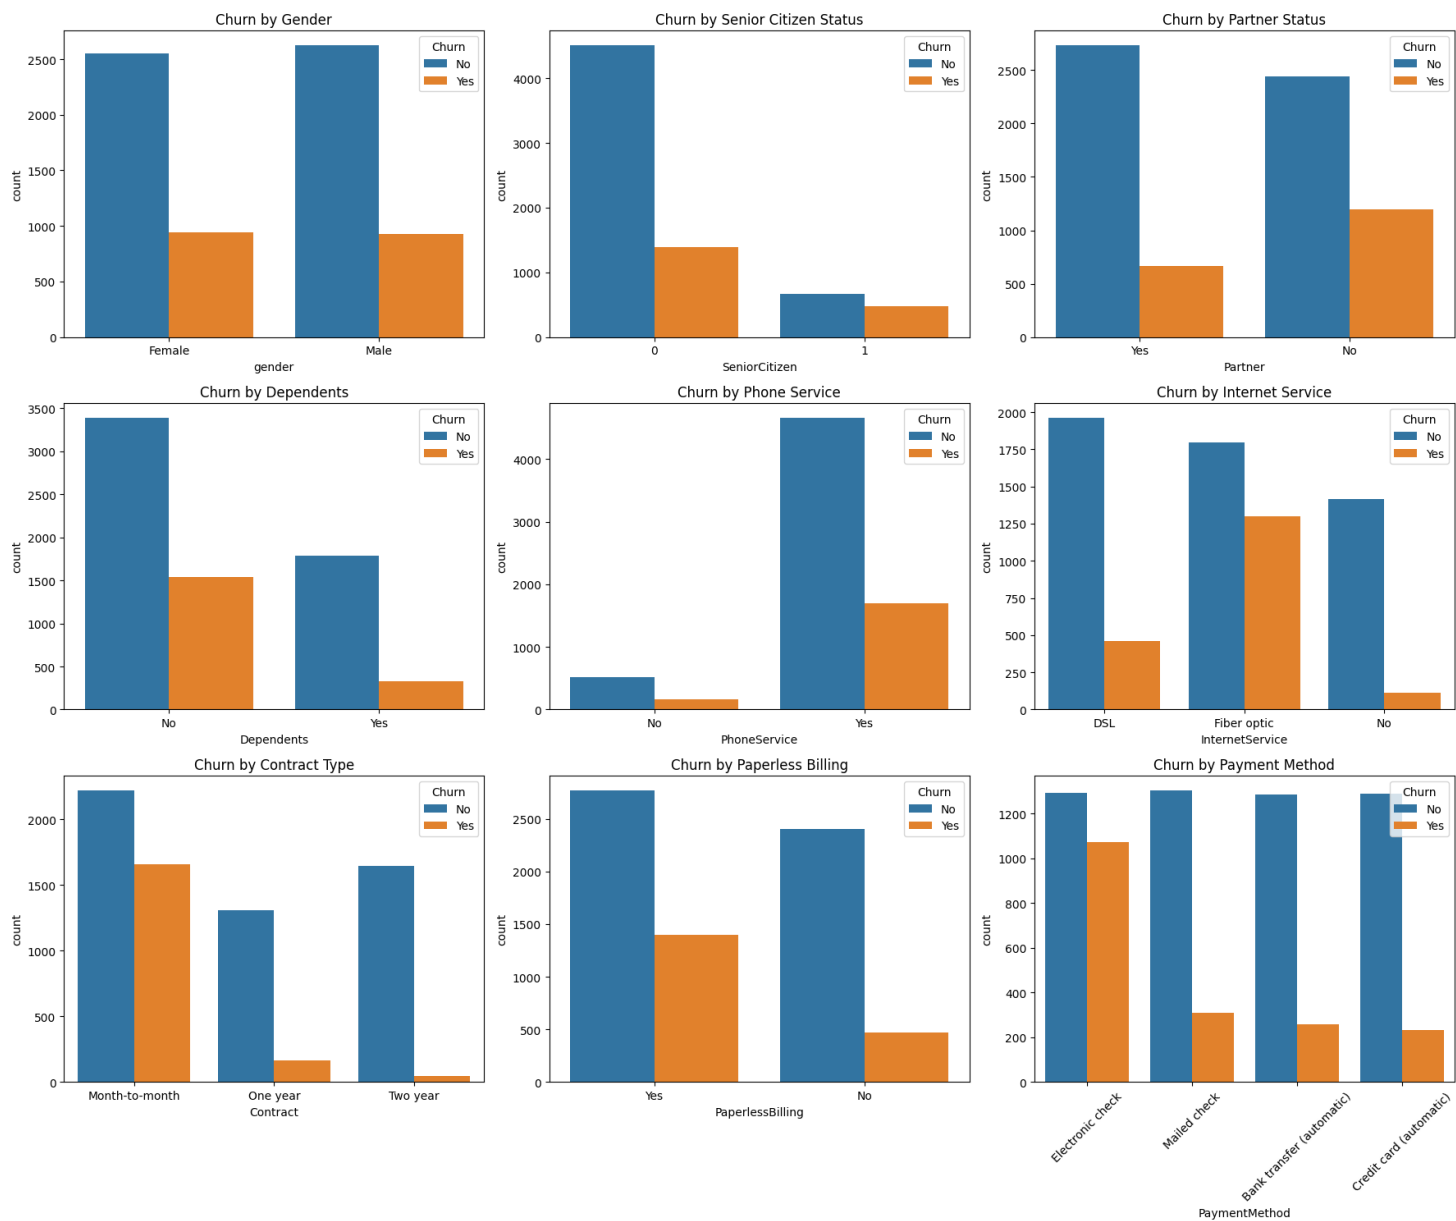 Churn by Gender
Churn
No
Yes
2500
2000
1500
1000
500
0
count
Female Male
gender
Churn by Senior Citizen Status
Churn
No
Yes
4000
3000
2000
1000
0
count
0 1
SeniorCitizen
Churn by Partner Status
Churn
No
Yes
2500
2000
1500
1000
500
0
count
Yes No
Partner
Churn by Dependents
Churn
No
Yes
3500
3000
2500
2000
1500
1000
500
0
count
No Yes
Dependents
Churn by Phone Service
Churn
No
Yes
4000
3000
2000
1000
0
count
No Yes
PhoneService
Churn by Internet Service
Churn
No
Yes
2000
1750
1500
1250
1000
750
500
250
0
count
DSL Fiber optic No
InternetService
Churn by Contract Type
Churn
No
Yes
2000
1500
1000
500
0
count
Month-to-month One year Two year
Contract
Churn by Paperless Billing
Churn
No
Yes
2500
2000
1500
1000
500
0
count
Yes No
PaperlessBilling
Churn by Payment Method
Churn
No
Yes
1200
1000
800
600
400
200
0
count
Electronic check
Mailed check
Bank transfer (automatic)
Credit card (automatic)
PaymentMethod